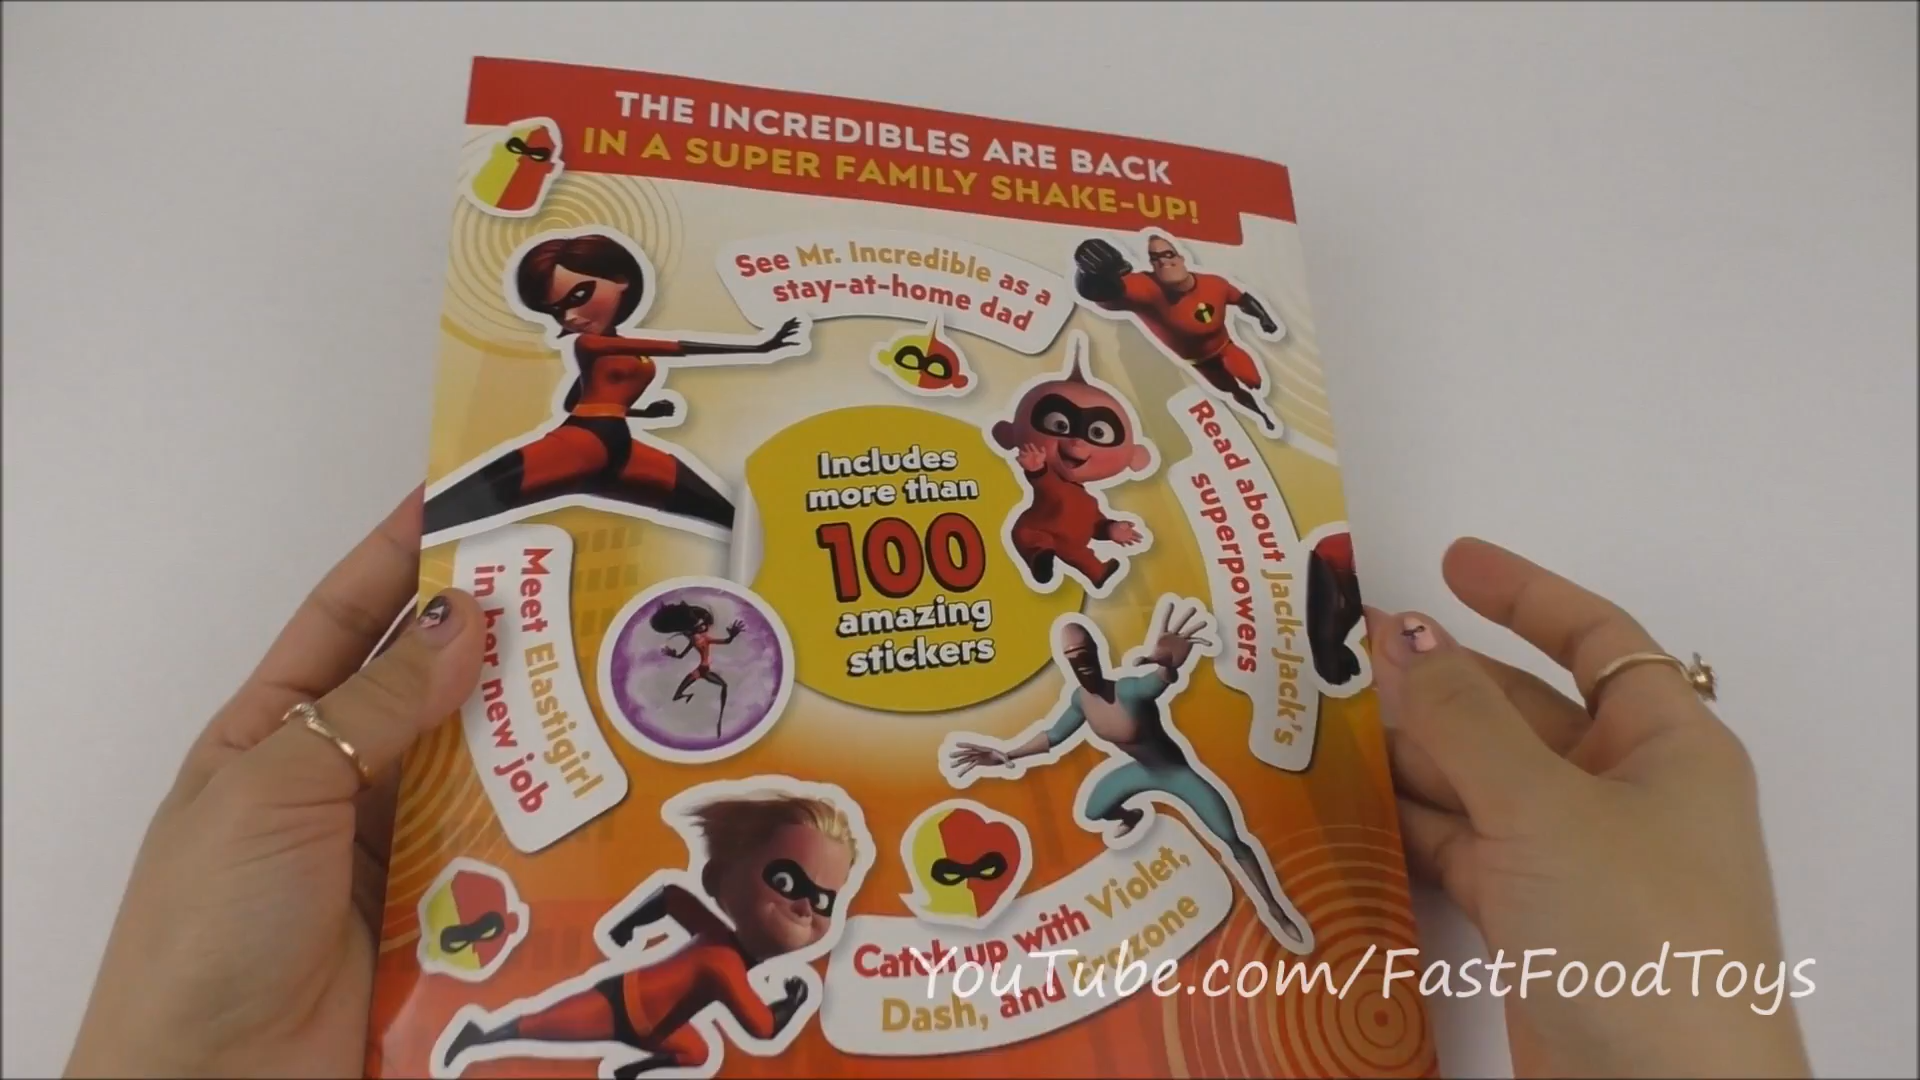 THE INCREDIBLES ARE BACK
IN A SUPER FAMILY SHAKE-UP!
See Mr. Incredible as a
stay-at-home dad
Includes
more than
100
amazing
stickers
Read about Jack-Jack's
superpowers
Meet Elastigirl
in her new job
Catch up with Violet,
Dash, and Frozone
YouTube.com/FastFoodToys